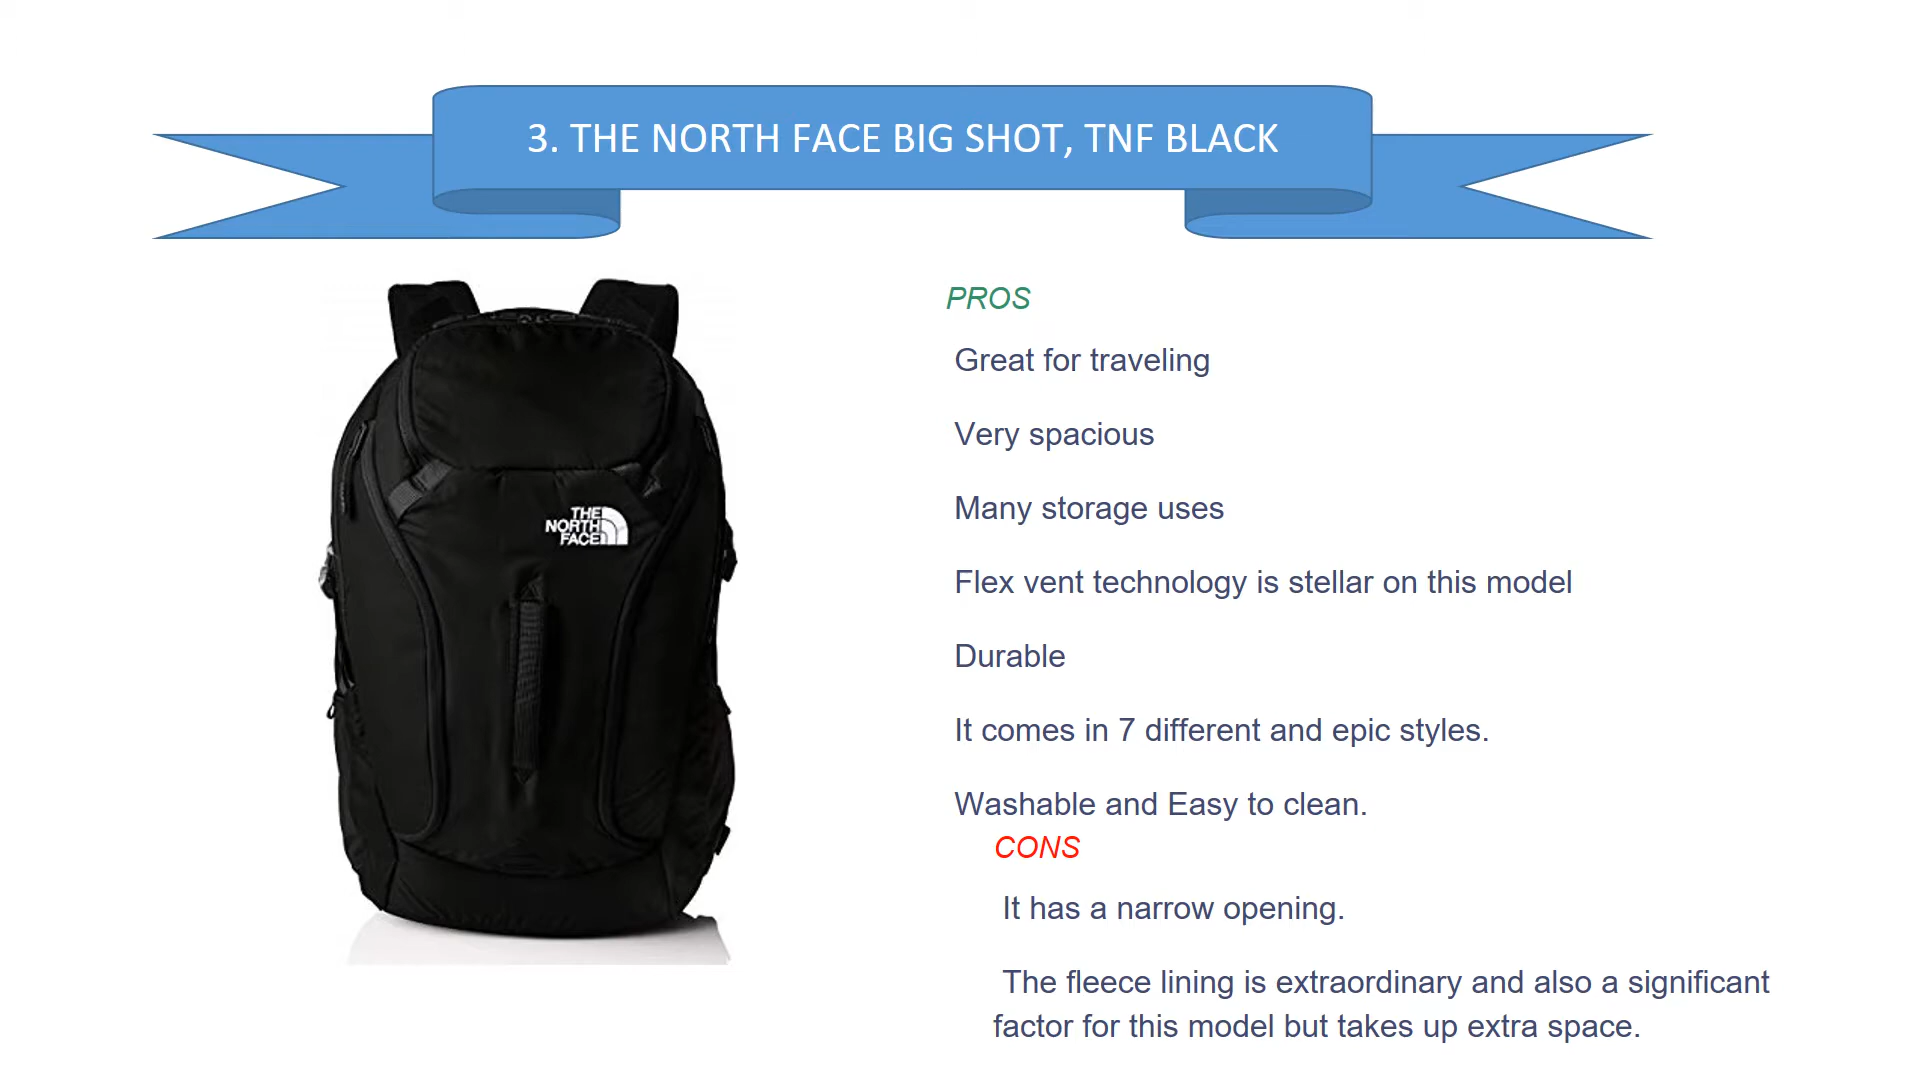 3. THE NORTH FACE BIG SHOT, TNF BLACK
THE
NORTH
FACE
PROS
Great for traveling
Very spacious
Many storage uses
Flex vent technology is stellar on this model
Durable
It comes in 7 different and epic styles.
Washable and Easy to clean.
CONS
It has a narrow opening.
The fleece lining is extraordinary and also a significant
factor for this model but takes up extra space.